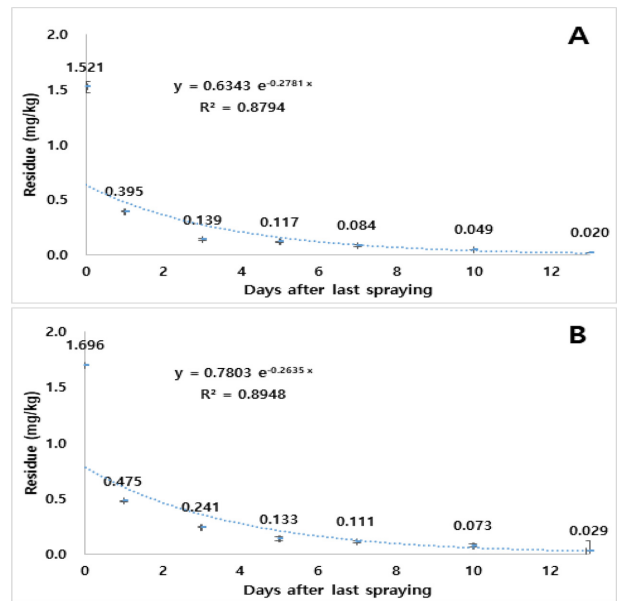 A
2.0
1.521
1.5
y = 0.6343 e-0.2781 x
R² = 0.8794
1.0
0.5
0.395
0.139
0.117
0.084
0.049
0.020
0.0
0 2 4 6 8 10 12
Residue (mg/kg)
Days after last spraying
B
2.0
1.696
1.5
y = 0.7803 e-0.2635 x
R² = 0.8948
1.0
0.5
0.475
0.241
0.133
0.111
0.073
0.029
0.0
0 2 4 6 8 10 12
Residue (mg/kg)
Days after last spraying